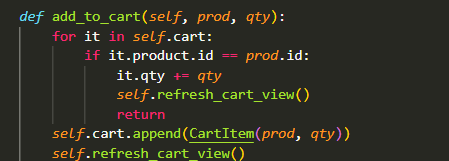 def add_to_cart(self, prod, qty):
    for it in self.cart:
        if it.product.id == prod.id:
            it.qty += qty
            self.refresh_cart_view()
            return
    self.cart.append(CartItem(prod, qty))
    self.refresh_cart_view()